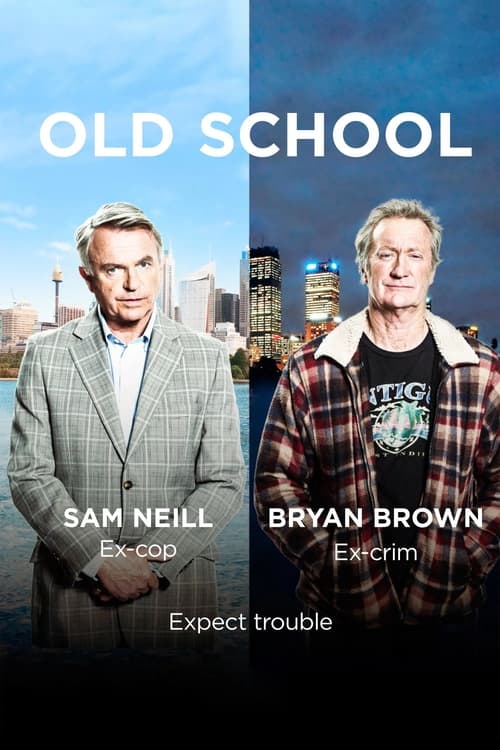 OLD SCHOOL
SAM NEILL
Ex-cop
BRYAN BROWN
Ex-crim
Expect trouble